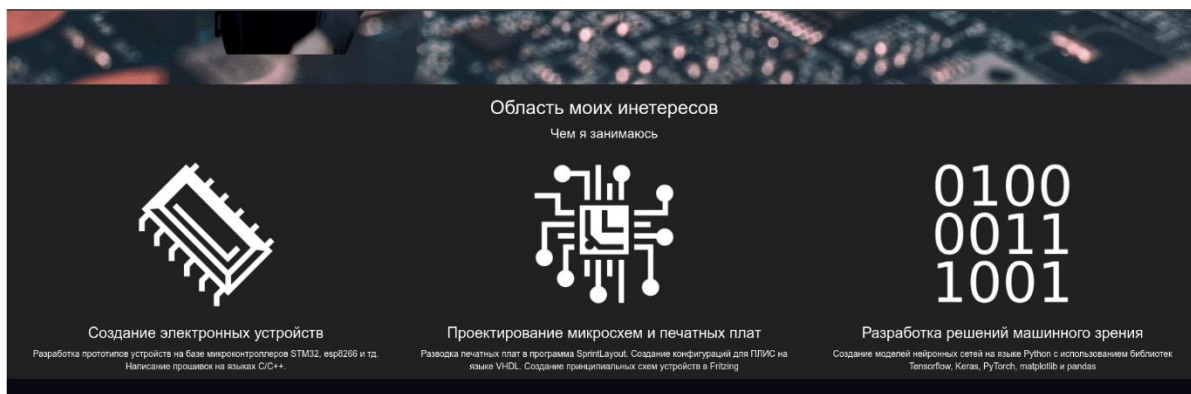 Область моих инетересов
Чем я занимаюсь
0100
0011
1001
Создание электронных устройств
Разработка прототипов устройств на базе микроконтроллеров STM32, esp8266 и тд.
Написание прошивок на языках C/C++.
Проектирование микросхем и печатных плат
Разводка печатных плат в программа SprintLayout. Создание конфигураций для ПЛИС на
языке VHDL. Создание принципиальных схем устройств в Fritzing
Разработка решений машинного зрения
Создание моделей нейронных сетей на языке Python с использованием библиотек
Tensorflow, Keras, PyTorch, matplotlib и pandas